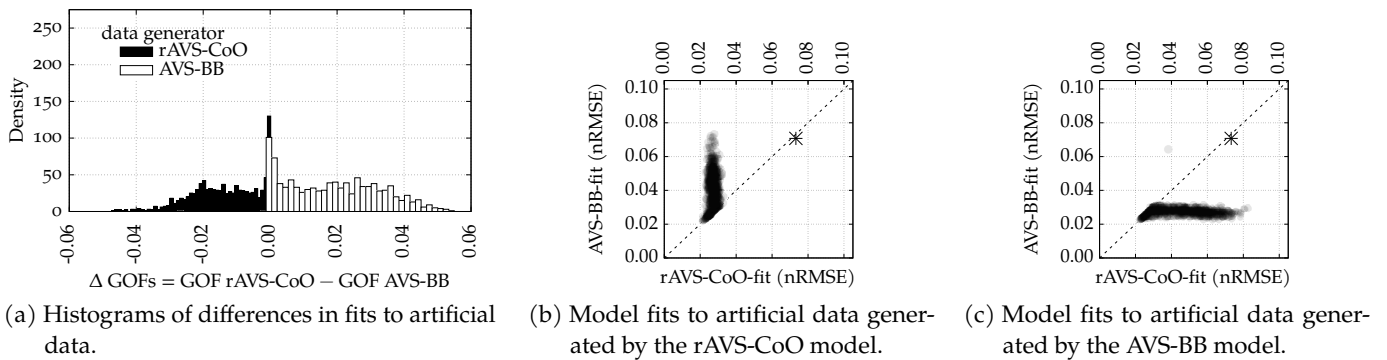 250
200
150
100
50
0
Density
data generator
rAVS-CoO
AVS-BB
-0.06
-0.04
-0.02
0.00
0.02
0.04
0.06
Δ GOFs = GOF rAVS-CoO − GOF AVS-BB
(a) Histograms of differences in fits to artificial
data.
0.00
0.02
0.04
0.06
0.08
0.10
0.10
0.08
0.06
0.04
0.02
0.00
AVS-BB-fit (nRMSE)
rAVS-CoO-fit (nRMSE)
(b) Model fits to artificial data gener-
ated by the rAVS-CoO model.
0.00
0.02
0.04
0.06
0.08
0.10
0.10
0.08
0.06
0.04
0.02
0.00
AVS-BB-fit (nRMSE)
rAVS-CoO-fit (nRMSE)
(c) Model fits to artificial data gener-
ated by the AVS-BB model.